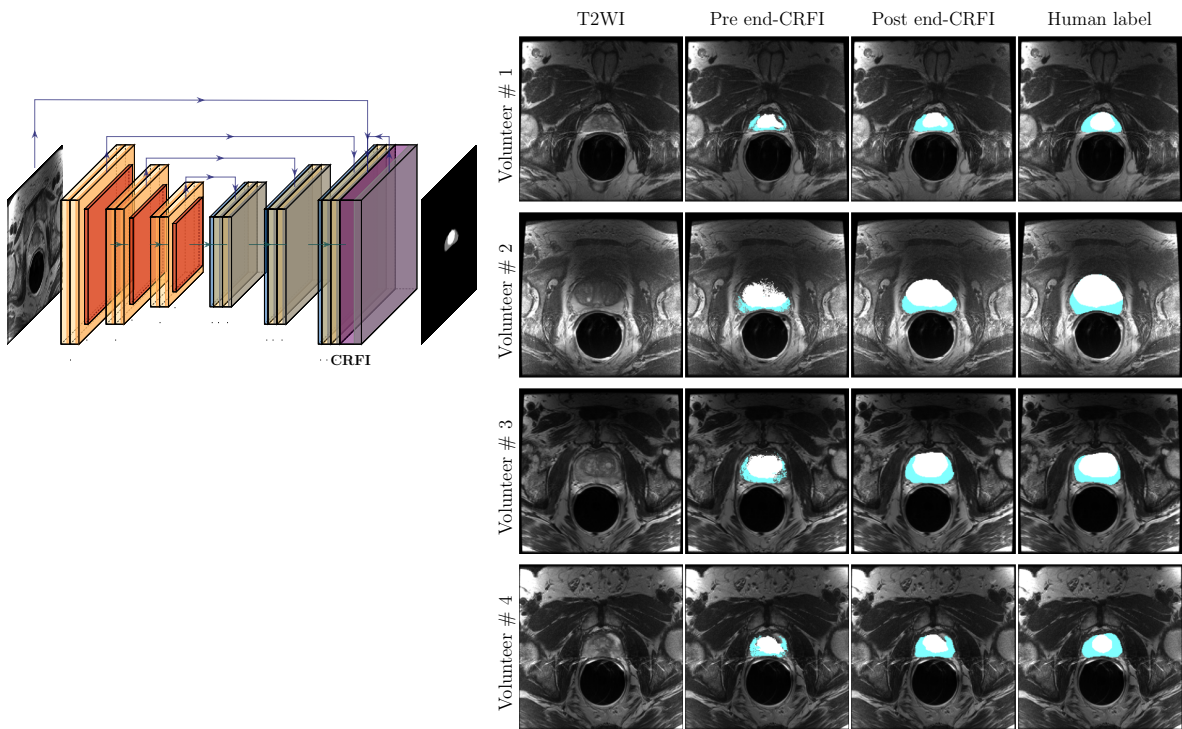 T2WI Pre end-CRFI Post end-CRFI Human label
Volunteer # 1
Volunteer # 2
CRFI
Volunteer # 3
Volunteer # 4